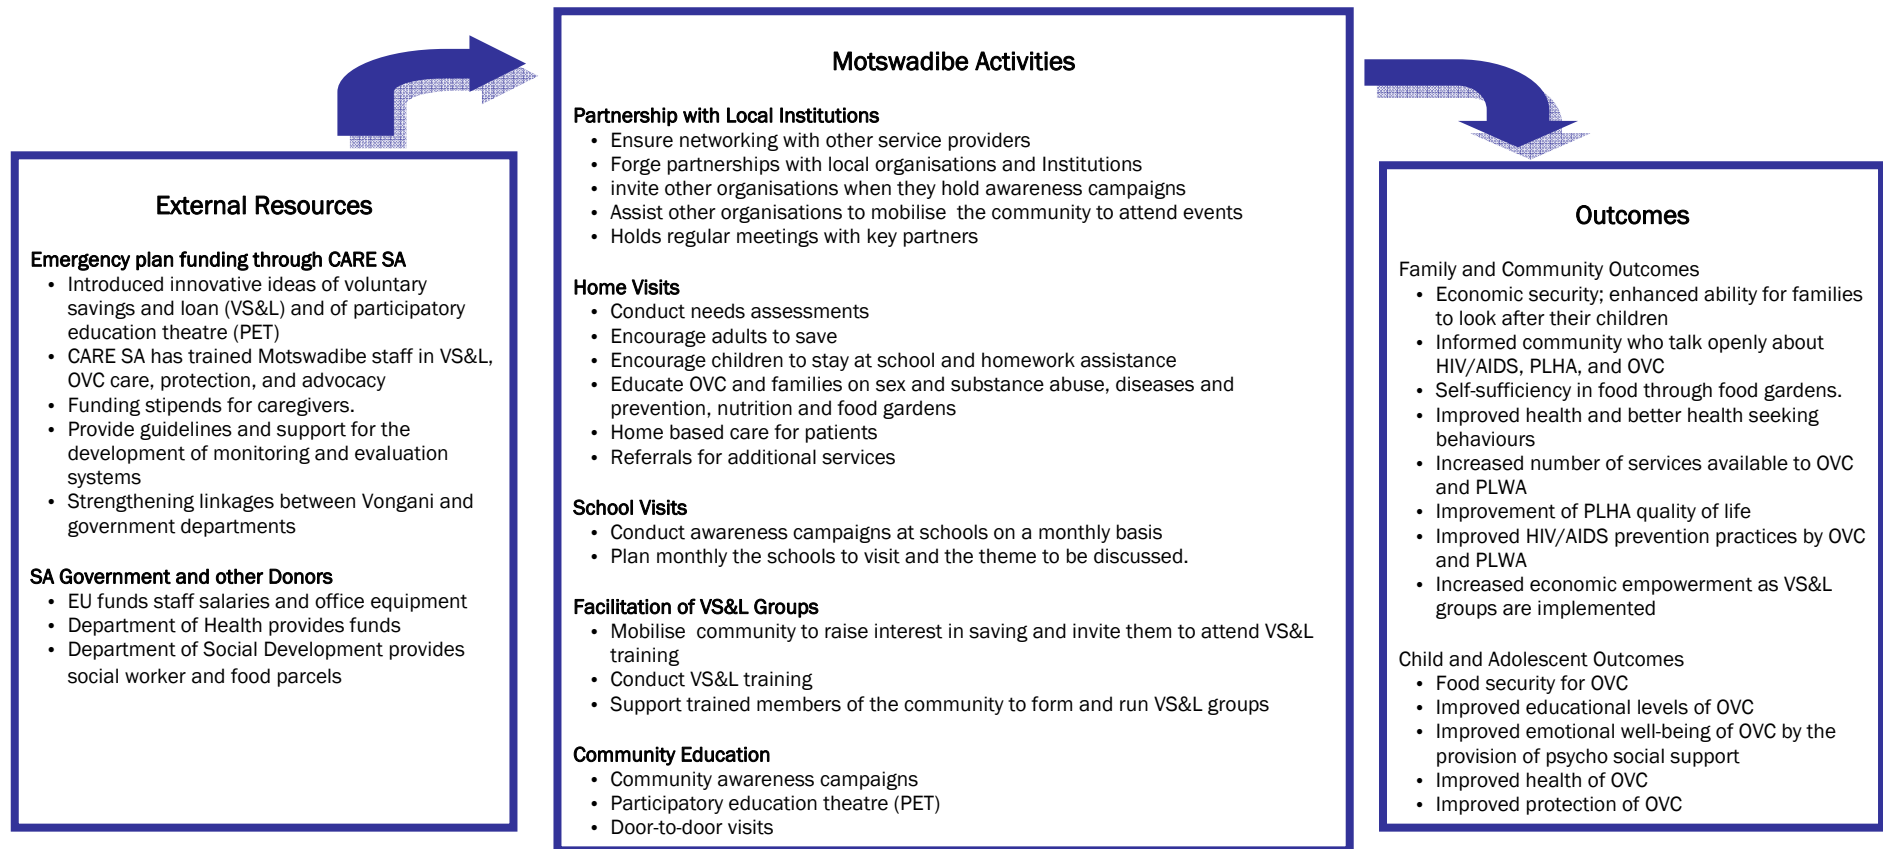 External Resources
Emergency plan funding through CARE SA
• Introduced innovative ideas of voluntary
savings and loan (VS&L) and of participatory
education theatre (PET)
• CARE SA has trained Motswadibe staff in VS&L,
OVC care, protection, and advocacy
• Funding stipends for caregivers.
• Provide guidelines and support for the
development of monitoring and evaluation
systems
• Strengthening linkages between Vongani and
government departments
SA Government and other Donors
• EU funds staff salaries and office equipment
• Department of Health provides funds
• Department of Social Development provides
social worker and food parcels
Motswadibe Activities
Partnership with Local Institutions
• Ensure networking with other service providers
• Forge partnerships with local organisations and Institutions
• invite other organisations when they hold awareness campaigns
• Assist other organisations to mobilise the community to attend events
• Holds regular meetings with key partners
Home Visits
• Conduct needs assessments
• Encourage adults to save
• Encourage children to stay at school and homework assistance
• Educate OVC and families on sex and substance abuse, diseases and
prevention, nutrition and food gardens
• Home based care for patients
• Referrals for additional services
School Visits
• Conduct awareness campaigns at schools on a monthly basis
• Plan monthly the schools to visit and the theme to be discussed.
Facilitation of VS&L Groups
• Mobilise community to raise interest in saving and invite them to attend VS&L
training
• Conduct VS&L training
• Support trained members of the community to form and run VS&L groups
Community Education
• Community awareness campaigns
• Participatory education theatre (PET)
• Door-to-door visits
Outcomes
Family and Community Outcomes
• Economic security; enhanced ability for families
to look after their children
• Informed community who talk openly about
HIV/AIDS, PLHA, and OVC
• Self-sufficiency in food through food gardens.
• Improved health and better health seeking
behaviours
• Increased number of services available to OVC
and PLWA
• Improvement of PLHA quality of life
• Improved HIV/AIDS prevention practices by OVC
and PLWA
• Increased economic empowerment as VS&L
groups are implemented
Child and Adolescent Outcomes
• Food security for OVC
• Improved educational levels of OVC
• Improved emotional well-being of OVC by the
provision of psycho social support
• Improved health of OVC
• Improved protection of OVC